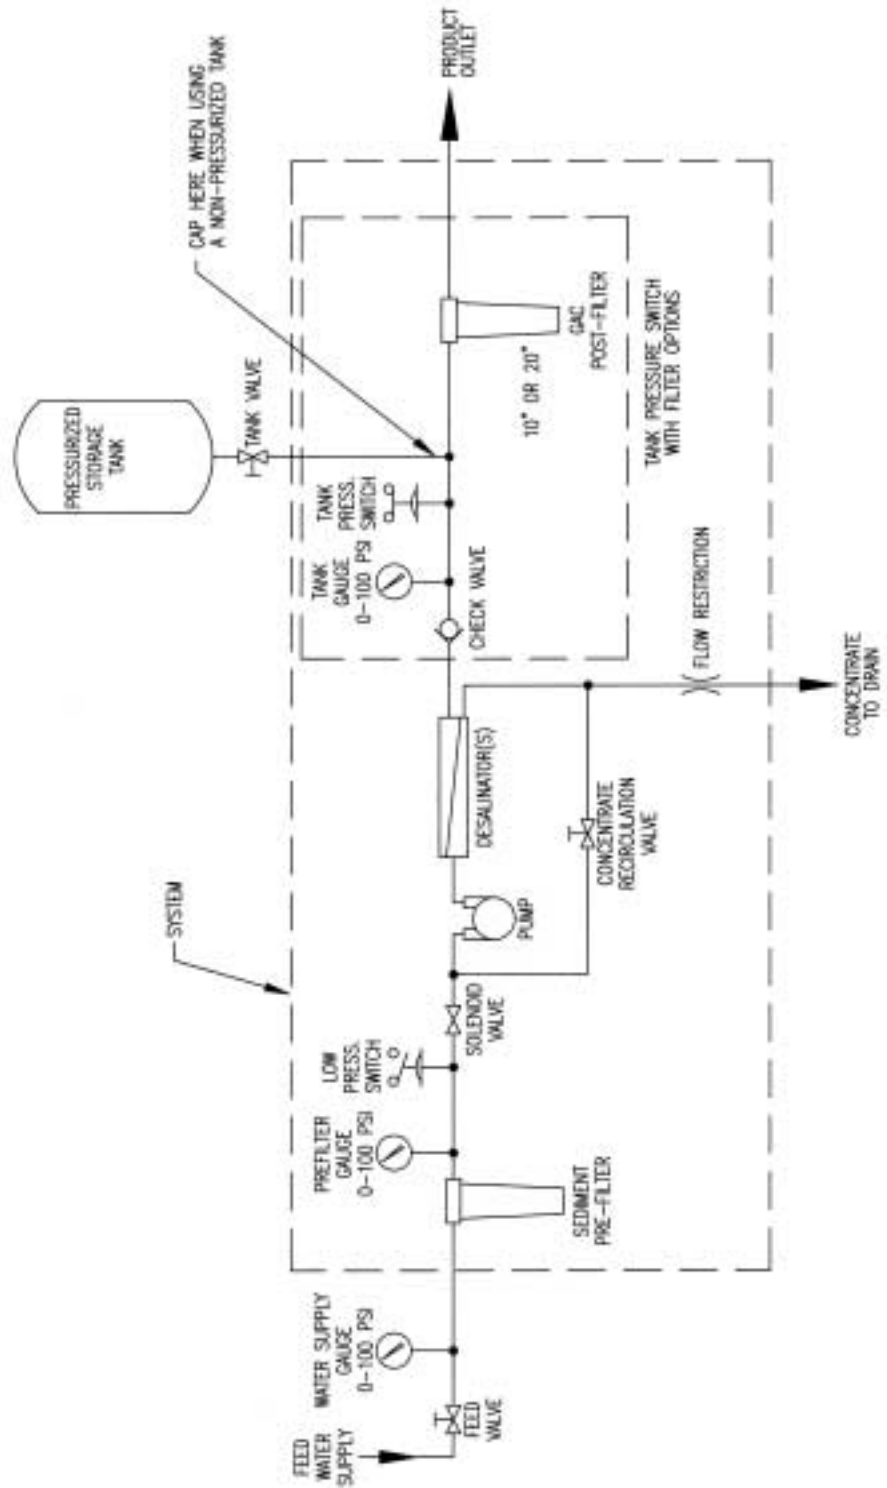 FEED
WATER
SUPPLY
FEED
VALVE
WATER SUPPLY
GAUGE
0-100 PSI
SEDIMENT
PRE-FILTER
PREFILTER
GAUGE
0-100 PSI
LOW
PRESS.
SWITCH
SOLENOID
VALVE
SYSTEM
PUMP
DESALINATOR(S)
CONCENTRATE
RECIRCULATION
VALVE
CONCENTRATE
TO DRAIN
FLOW RESTRICTION
CHECK VALVE
TANK
GAUGE
0-100 PSI
TANK
PRESS.
SWITCH
PRESSURIZED
STORAGE
TANK
TANK VALVE
CAP HERE WHEN USING
A NON-PRESSURIZED TANK
10" OR 20"
GAC
POST-FILTER
TANK PRESSURE SWITCH
WITH FILTER OPTIONS
PRODUCT
OUTLET